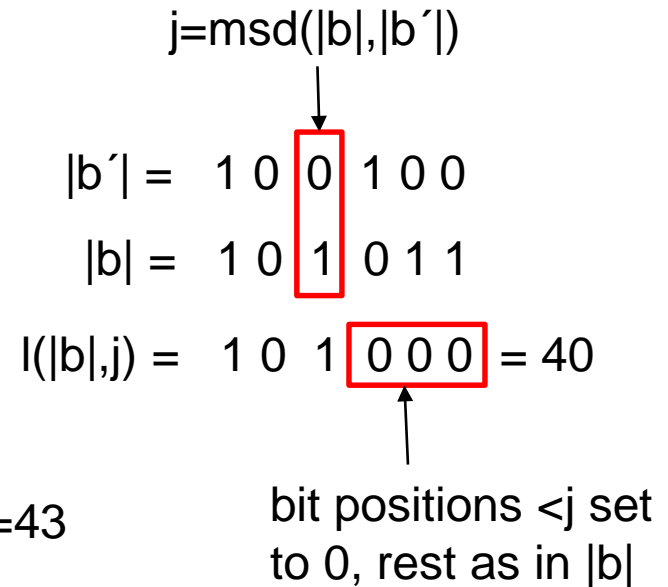 j=msd(|b|,|b´|)
|b´| = 1 0 0 1 0 0
|b| = 1 0 1 0 1 1
l(|b|,j) = 1 0 1 0 0 0 = 40
=43
bit positions <j set
to 0, rest as in |b|